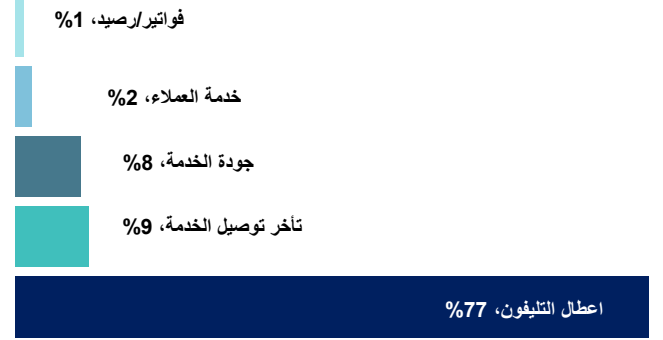 فواتير/رصيد، 1%
خدمة العملاء، 2%
جودة الخدمة، 8%
تأخر توصيل الخدمة، 9%
اعطال التليفون، 77%